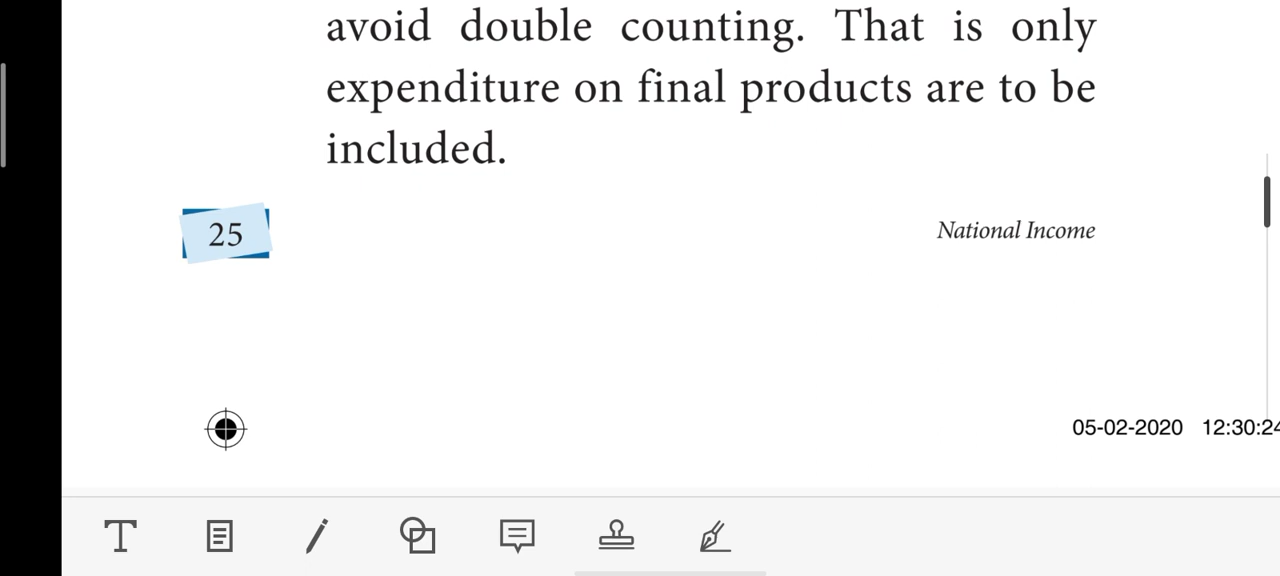 avoid double counting. That is only
expenditure on final products are to be
included.
25
National Income
05-02-2020 12:30:24